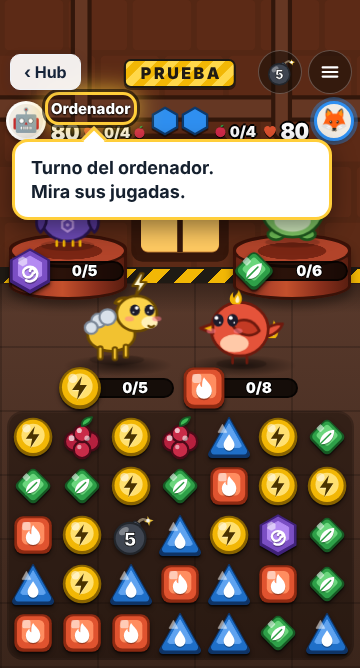 ‹ Hub
PRUEBA
5
Ordenador
80
0/4
0/4
80
Turno del ordenador.
Mira sus jugadas.
0/5
0/6
0/5
0/8
5